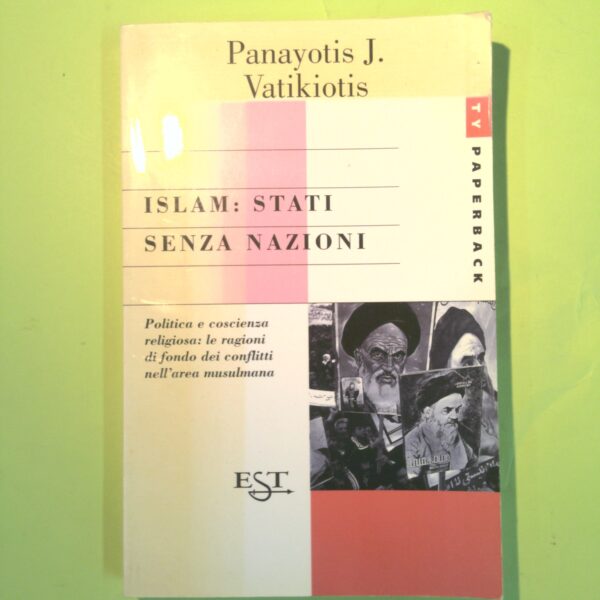 Panayotis J.
Vatikiotis
TY PAPERBACK
ISLAM: STATI
SENZA NAZIONI
Politica e coscienza
religiosa: le ragioni
di fondo dei conflitti
nell'area musulmana
EST